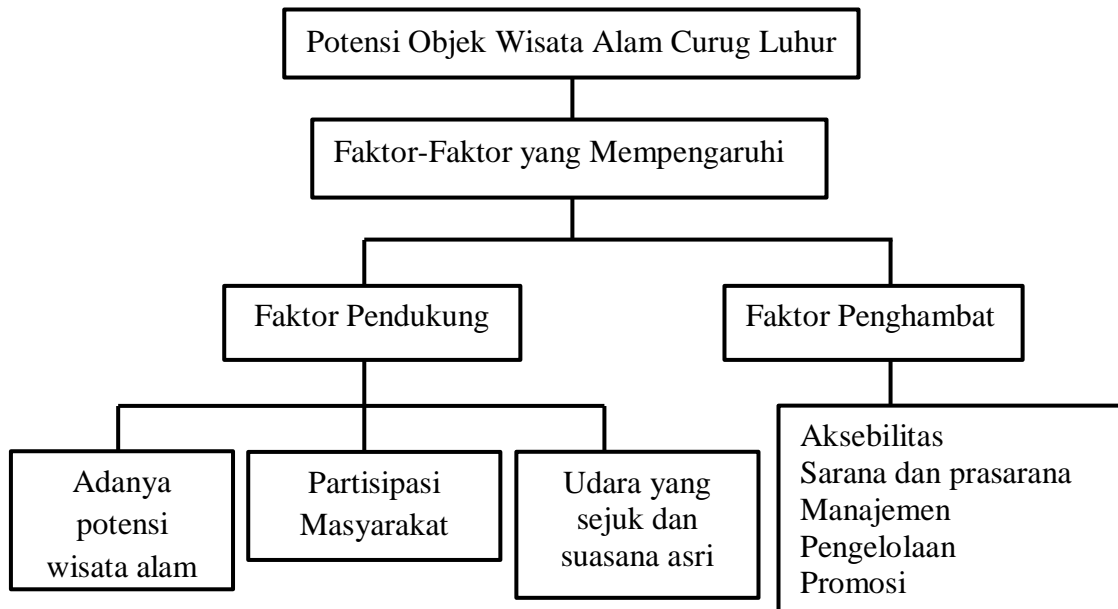 Potensi Objek Wisata Alam Curug Luhur
Faktor-Faktor yang Mempengaruhi
Faktor Pendukung
Faktor Penghambat
Adanya
potensi
wisata alam
Partisipasi
Masyarakat
Udara yang
sejuk dan
suasana asri
Aksebilitas
Sarana dan prasarana
Manajemen
Pengelolaan
Promosi